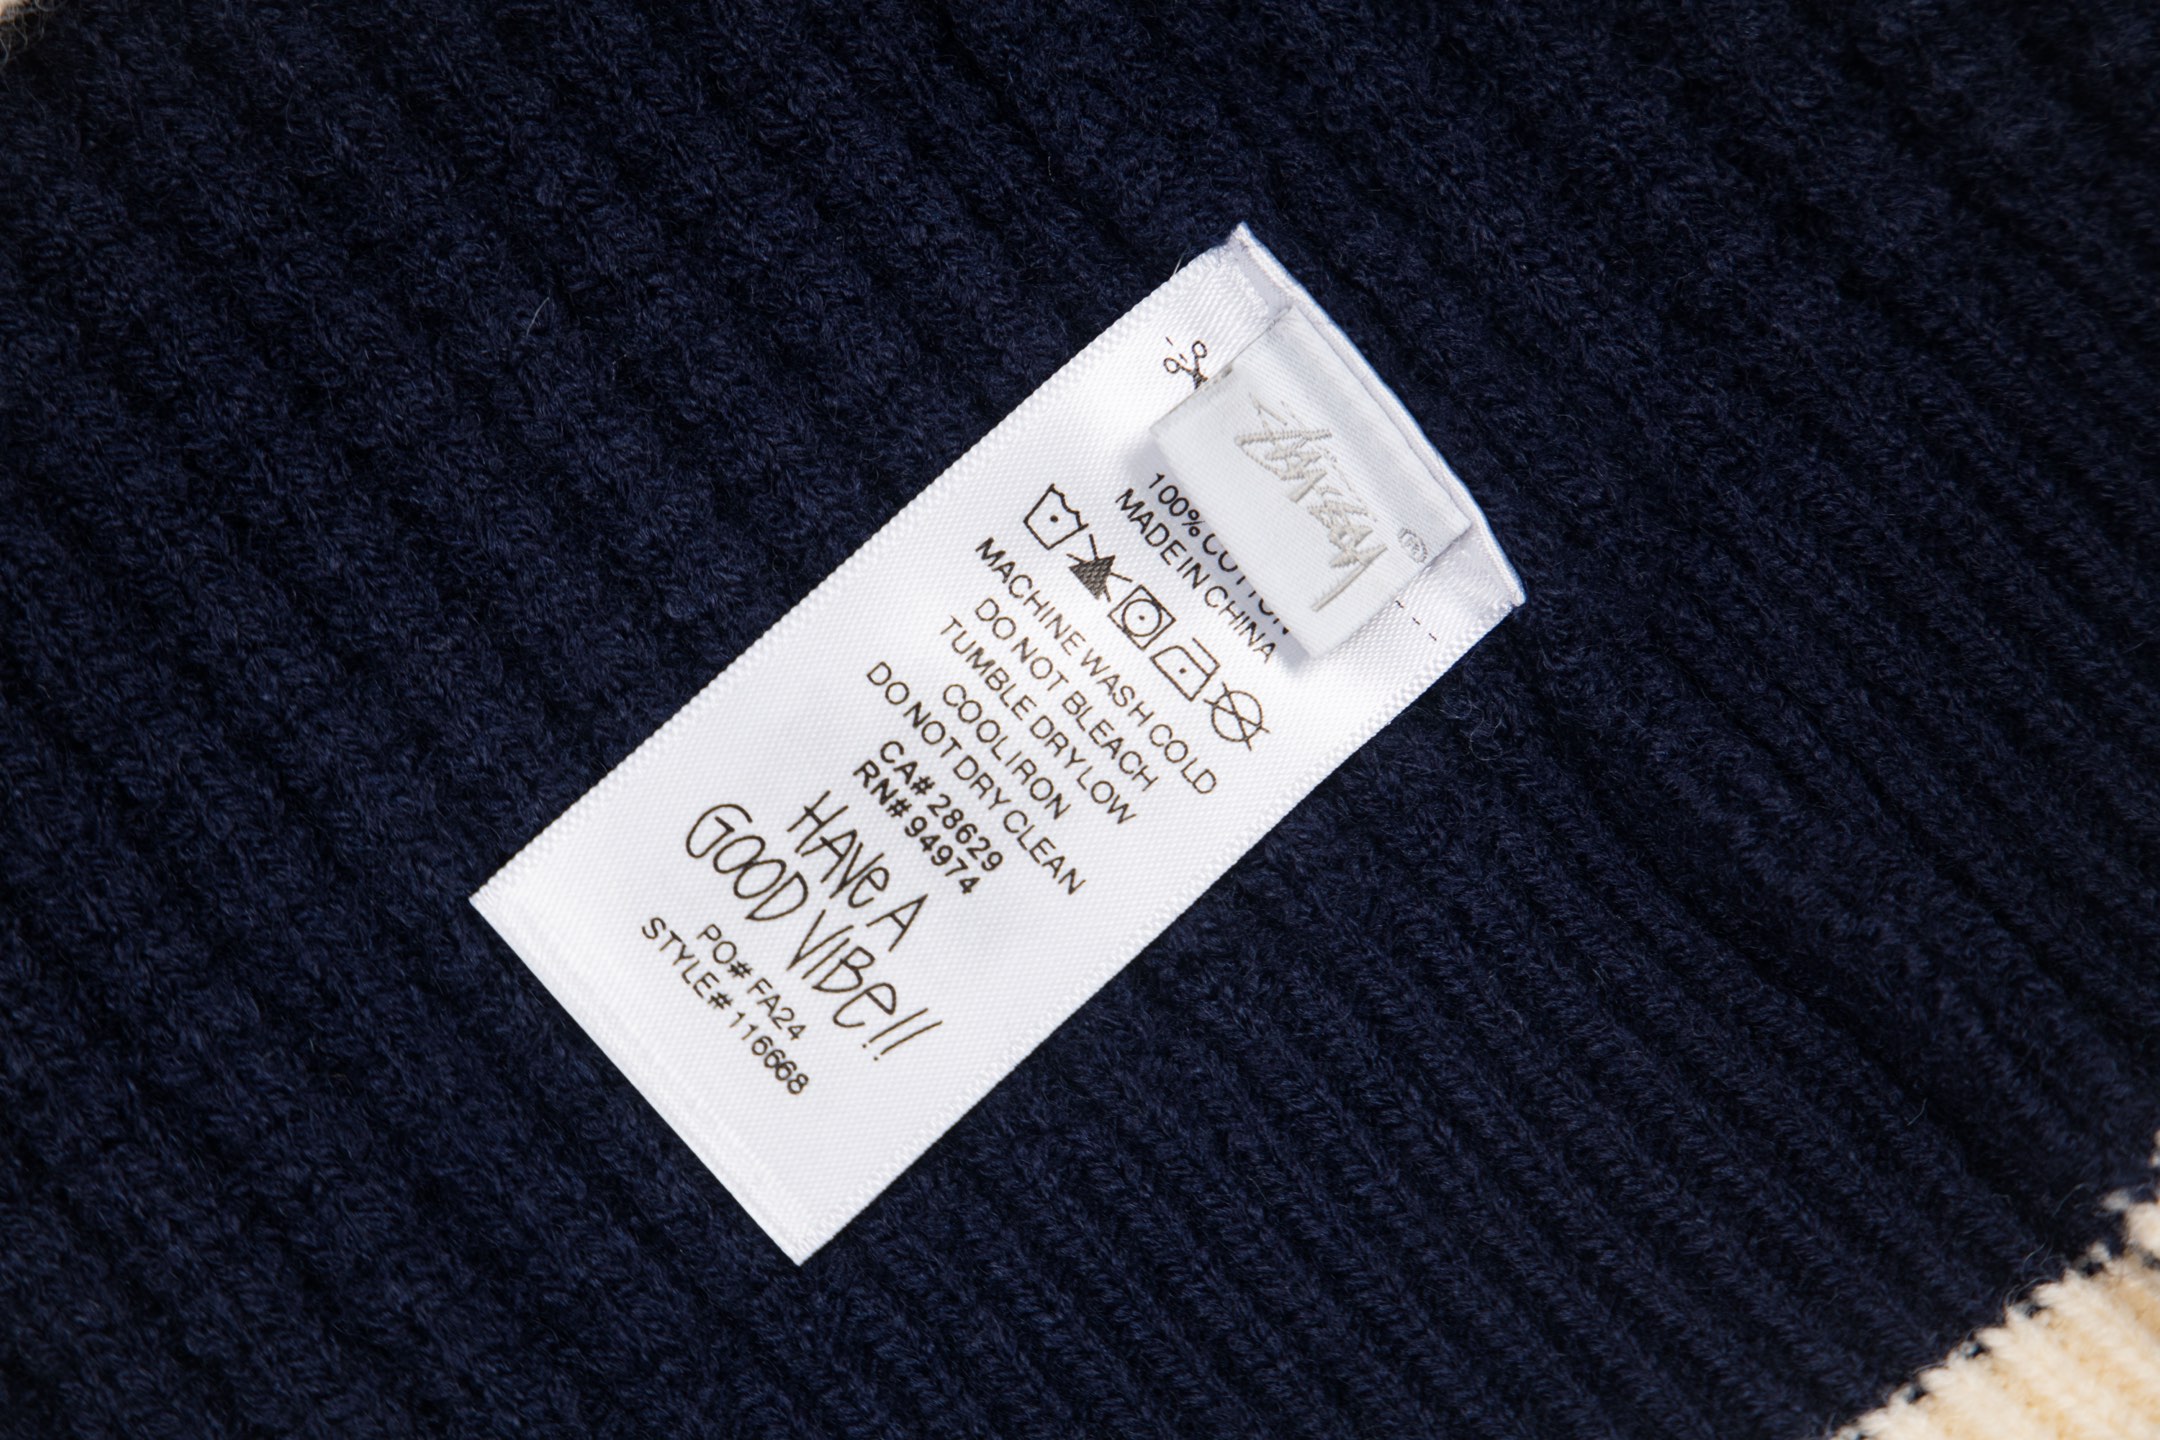 Stüssy ®
100% COTTON
MADE IN CHINA
MACHINE WASH COLD
DO NOT BLEACH
TUMBLE DRY LOW
COOL IRON
DO NOT DRY CLEAN
CA# 28629
RN# 94974
HAVe A
GOOD VIBe!!
PO# FA24
STYLE# 116668